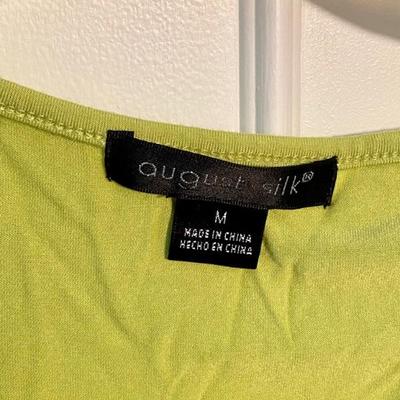 august silk®
M
MADE IN CHINA
HECHO EN CHINA